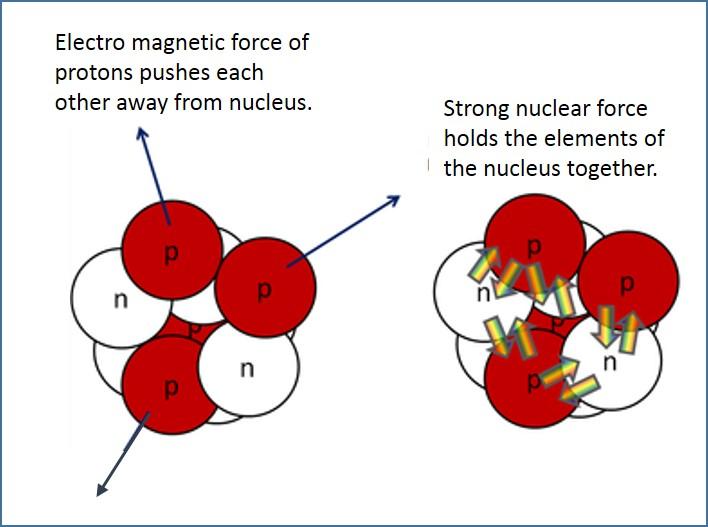 Electro magnetic force of
protons pushes each
other away from nucleus.
Strong nuclear force
holds the elements of
the nucleus together.
p
p
n
p
n
p
p
p
n
p
n
p